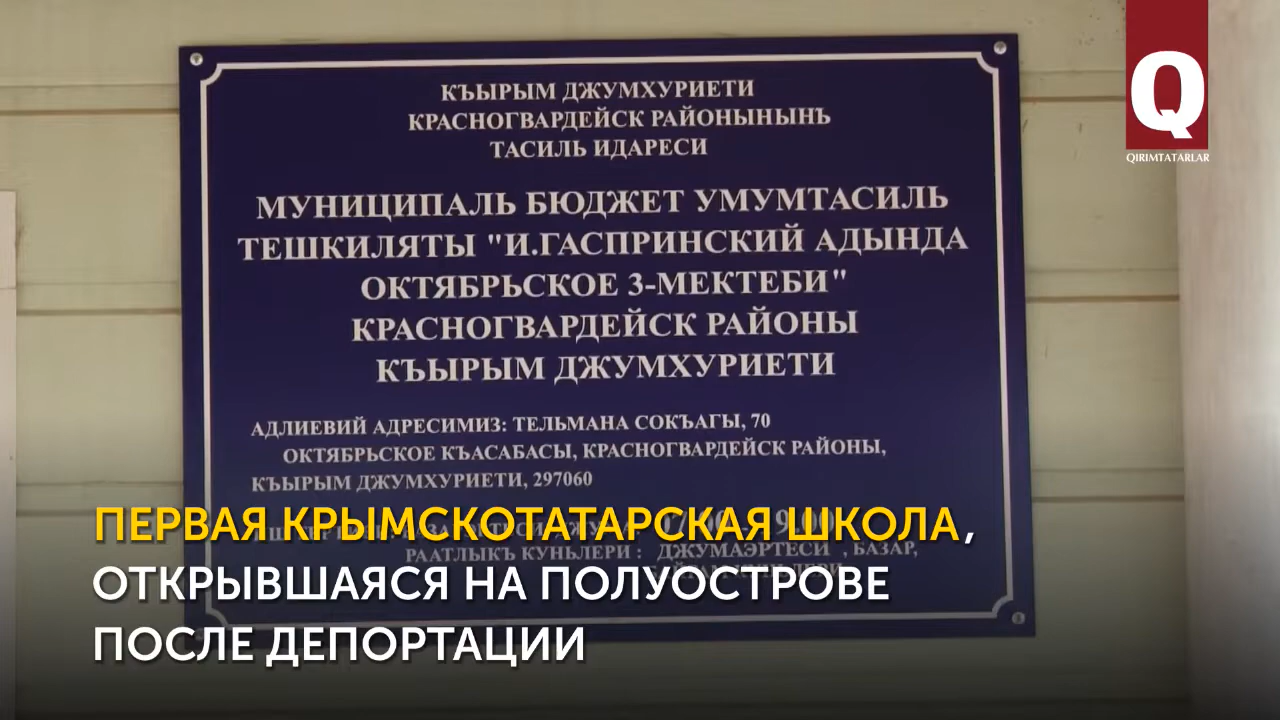 КЪЫРЫМ ДЖУМХУРИЕТИ
КРАСНОГВАРДЕЙСК РАЙОНЫНЫНЪ
ТАСИЛЬ ИДАРЕСИ
МУНИЦИПАЛЬ БЮДЖЕТ УМУМТАСИЛЬ
ТЕШКИЛЯТЫ "И.ГАСПРИНСКИЙ АДЫНДА
ОКТЯБРЬСКОЕ 3-МЕКТЕБИ"
КРАСНОГВАРДЕЙСК РАЙОНЫ
КЪЫРЫМ ДЖУМХУРИЕТИ
АДЛИЕВИЙ АДРЕСИМИЗ: ТЕЛЬМАНА СОКЪАГЫ, 70
ОКТЯБРЬСКОЕ КЪАСАБАСЫ, КРАСНОГВАРДЕЙСК РАЙОНЫ,
КЪЫРЫМ ДЖУМХУРИЕТИ, 297060
РААТЛЫКЪ КУНЬЛЕРИ : ДЖУМАЭРТЕСИ , БАЗАР,
ПЕРВАЯ КРЫМСКОТАТАРСКАЯ ШКОЛА,
ОТКРЫВШАЯСЯ НА ПОЛУОСТРОВЕ
ПОСЛЕ ДЕПОРТАЦИИ
Q
QIRIMTATARLAR